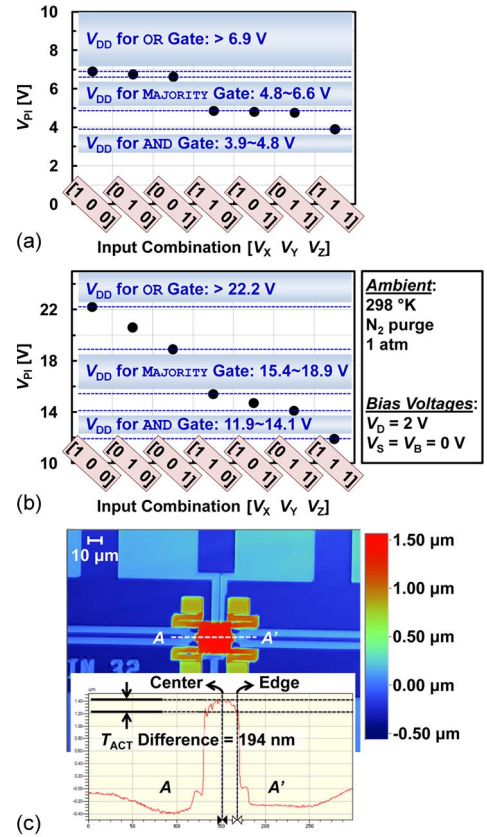 10
V_DD for OR Gate: > 6.9 V
8
V_PI [V]
6
V_DD for MAJORITY Gate: 4.8~6.6 V
4
V_DD for AND Gate: 3.9~4.8 V
2
0
[1 0 0] [0 1 0] [0 0 1] [1 1 0] [1 0 1] [0 1 1] [1 1 1]
(a)
Input Combination [V_X V_Y V_Z]
V_DD for OR Gate: > 22.2 V
22
V_PI [V]
18
V_DD for MAJORITY Gate: 15.4~18.9 V
14
V_DD for AND Gate: 11.9~14.1 V
10
[1 0 0] [0 1 0] [0 0 1] [1 1 0] [1 0 1] [0 1 1] [1 1 1]
(b)
Input Combination [V_X V_Y V_Z]
Ambient:
298 °K
N₂ purge
1 atm
Bias Voltages:
V_D = 2 V
V_S = V_B = 0 V
10 μm
A A'
32
1.50 μm
1.00 μm
0.50 μm
0.00 μm
-0.50 μm
Center Edge
T_ACT Difference = 194 nm
A A'
(c)